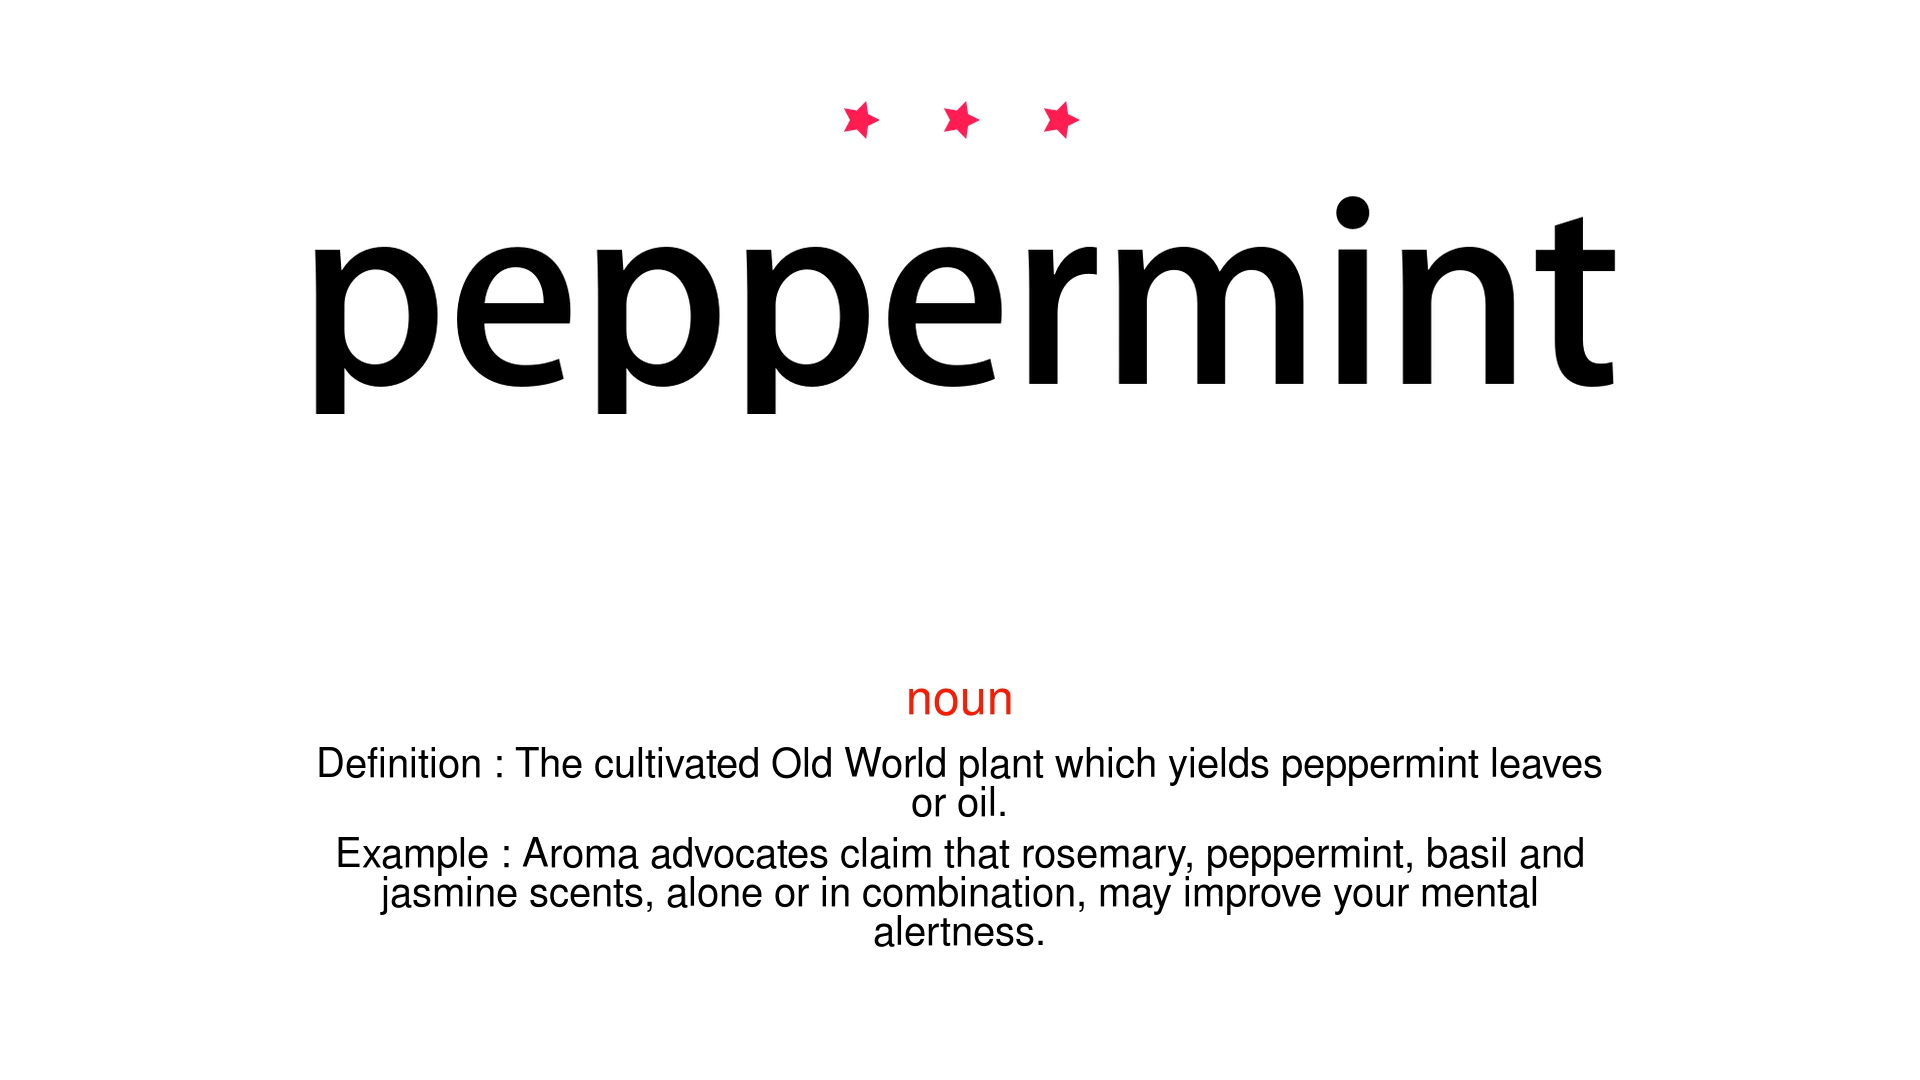 peppermint
noun
Definition : The cultivated Old World plant which yields peppermint leaves
or oil.
Example : Aroma advocates claim that rosemary, peppermint, basil and
jasmine scents, alone or in combination, may improve your mental
alertness.